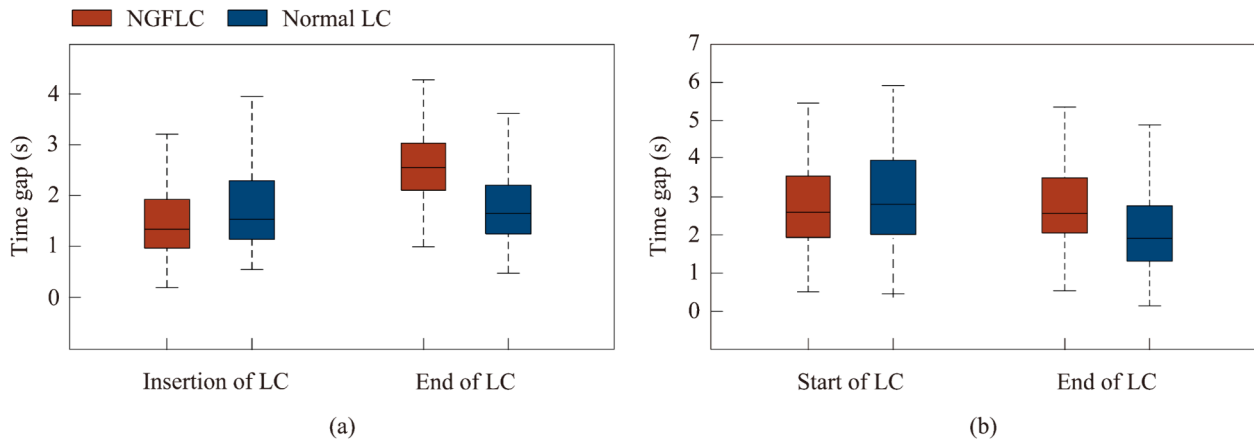 NGFLC Normal LC
Time gap (s)
4
3
2
1
0
Insertion of LC End of LC
(a)
Time gap (s)
7
6
5
4
3
2
1
0
Start of LC End of LC
(b)